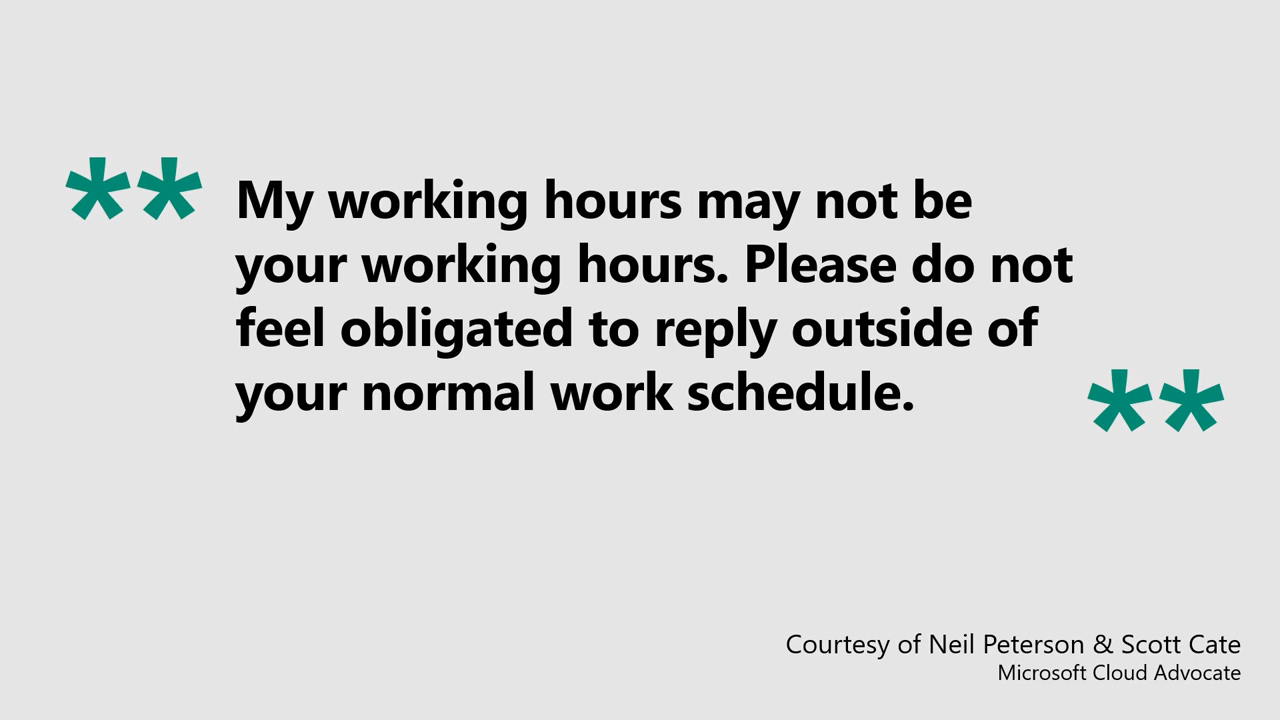 ** My working hours may not be
your working hours. Please do not
feel obligated to reply outside of
your normal work schedule. **
Courtesy of Neil Peterson & Scott Cate
Microsoft Cloud Advocate